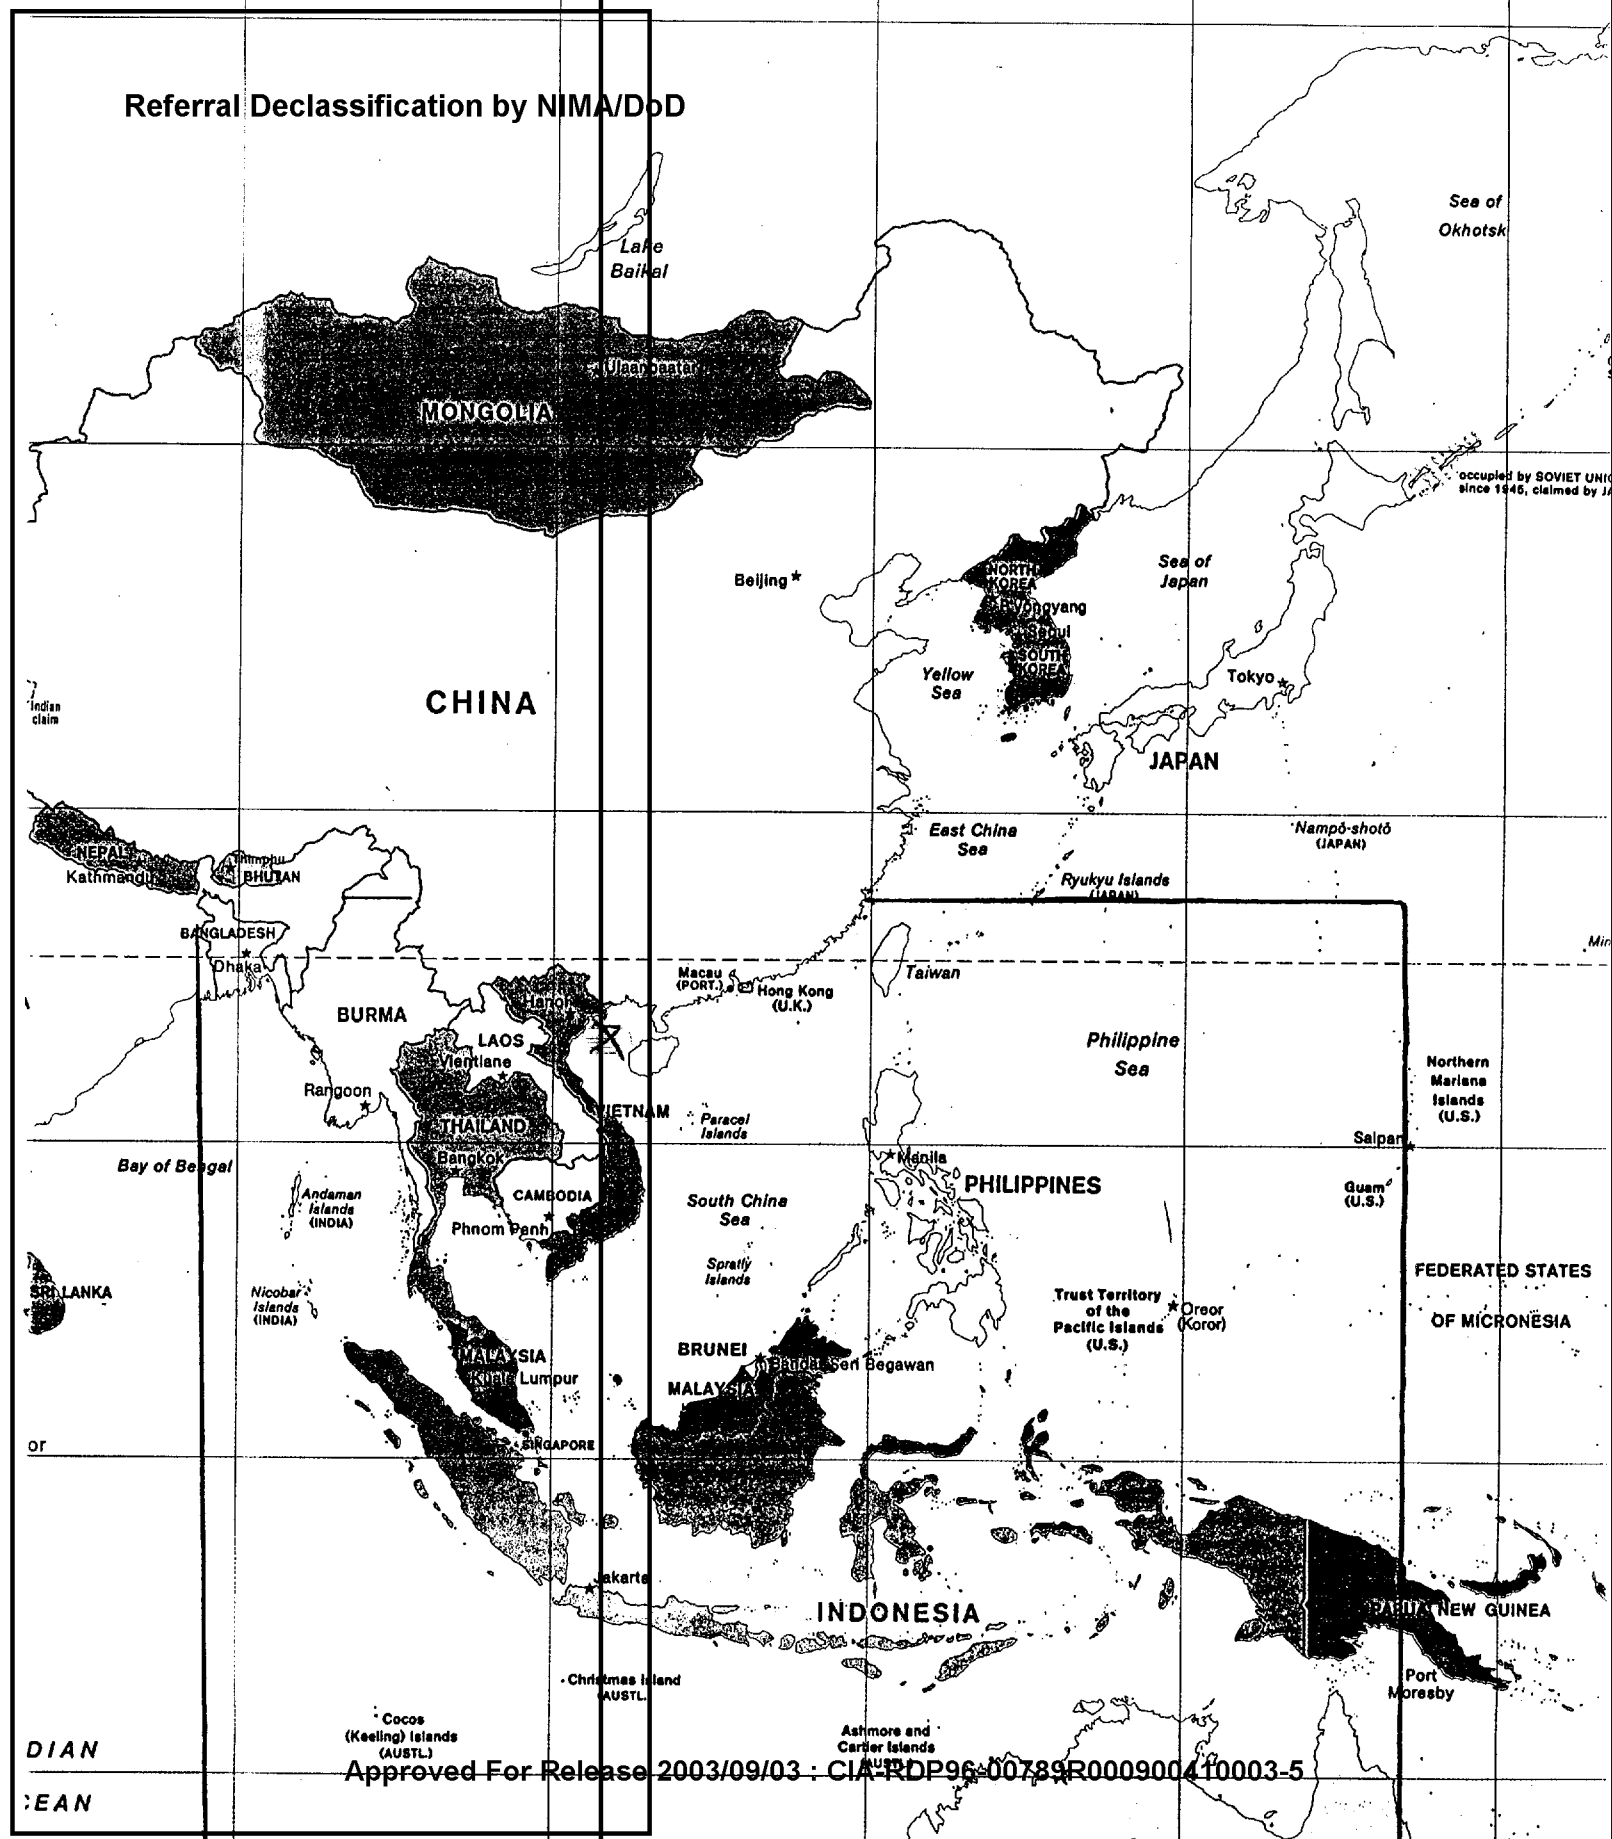 Referral Declassification by NIMA/DoD
Sea of
Okhotsk
Lake
Baikal
Ulaanbaatar
MONGOLIA
occupied by SOVIET
since 1945, claimed by
Beijing
NORTH
KOREA
P'yongyang
Seoul
SOUTH
KOREA
Sea of
Japan
Yellow
Sea
Tokyo
CHINA
Indian
claim
JAPAN
East China
Sea
Nampō-shotō
(JAPAN)
NEPAL
Kathmandu
Thimphu
BHUTAN
Ryukyu Islands
(JAPAN)
BANGLADESH
Dhaka
Macau
(PORT.)
Hong Kong
(U.K.)
Taiwan
BURMA
Hanoi
LAOS
Vientiane
Philippine
Sea
Northern
Mariana
Islands
(U.S.)
Rangoon
VIETNAM
Paracel
Islands
THAILAND
Saipan
Bay of Bengal
Bangkok
Manila
PHILIPPINES
Guam
(U.S.)
Andaman
Islands
(INDIA)
CAMBODIA
Phnom Penh
South China
Sea
Spratly
Islands
FEDERATED STATES
OF MICRONESIA
SRI LANKA
Nicobar
Islands
(INDIA)
Trust Territory
of the
Pacific Islands
(U.S.)
Oreor
(Koror)
BRUNEI
Bandar Seri Begawan
MALAYSIA
Kuala Lumpur
MALAYSIA
or
SINGAPORE
Jakarta
INDONESIA
PAPUA NEW GUINEA
Christmas Island
(AUSTL.)
Port
Moresby
Cocos
(Keeling) Islands
(AUSTL.)
Ashmore and
Cartier Islands
(AUSTL.)
DIAN
EAN
Approved For Release 2003/09/03 : CIA-RDP96-00789R000900410003-5